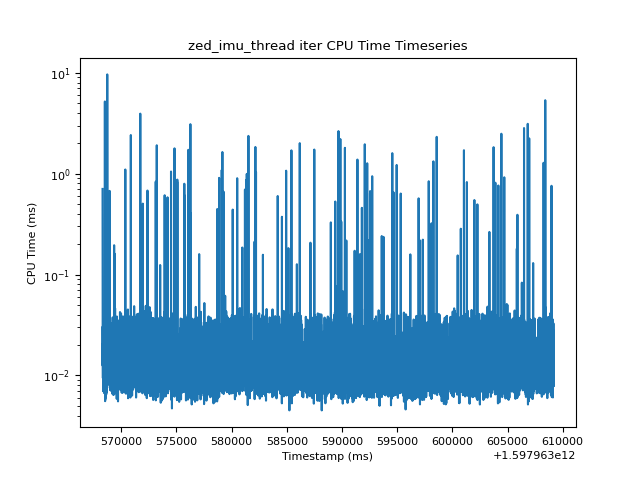 zed_imu_thread iter CPU Time Timeseries
CPU Time (ms)
10¹
10⁰
10⁻¹
10⁻²
570000 575000 580000 585000 590000 595000 600000 605000 610000
Timestamp (ms)
+1.597963e12